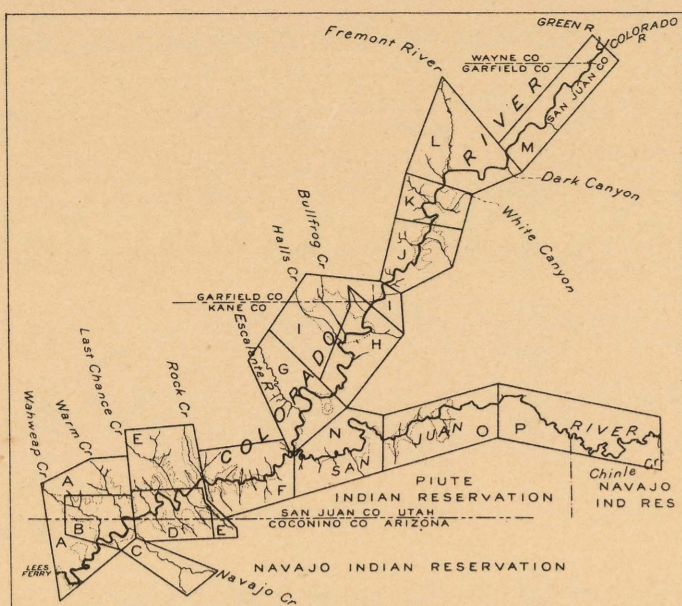 GREEN R
COLORADO
R
Fremont River
WAYNE CO
GARFIELD CO
SAN JUAN CO
RIVER
L
M
Dark Canyon
K
White Canyon
J
Bullfrog Cr
Halls Cr
GARFIELD CO
KANE CO
I
I
H
Escalante R
G
COLORADO
Last Chance Cr
Rock Cr
Warm Cr
Wahweap Cr
E
A
F
N
SAN JUAN RIVER
O
P
Chinle
Cr
NAVAJO
IND RES
PIUTE
INDIAN RESERVATION
SAN JUAN CO UTAH
COCONINO CO ARIZONA
B
D
E
A
C
LEES
FERRY
Navajo Cr
NAVAJO INDIAN RESERVATION